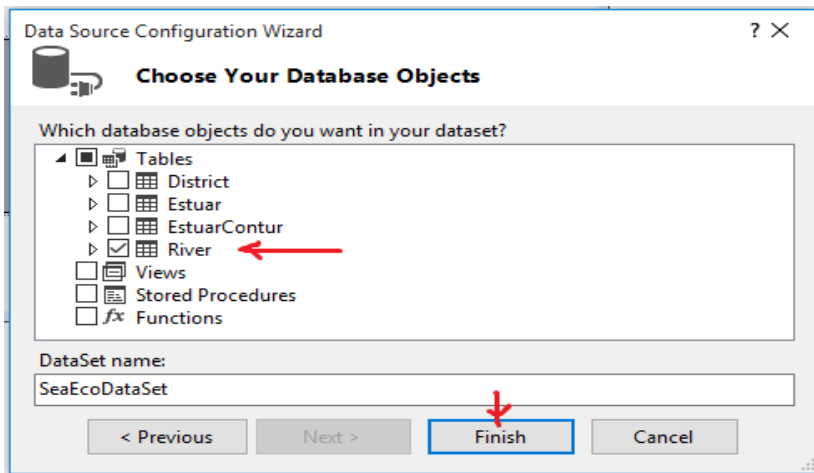 Data Source Configuration Wizard
Choose Your Database Objects
Which database objects do you want in your dataset?
Tables
District
Estuar
EstuarContur
River
Views
Stored Procedures
fx Functions
DataSet name:
SeaEcoDataSet
< Previous Next > Finish Cancel